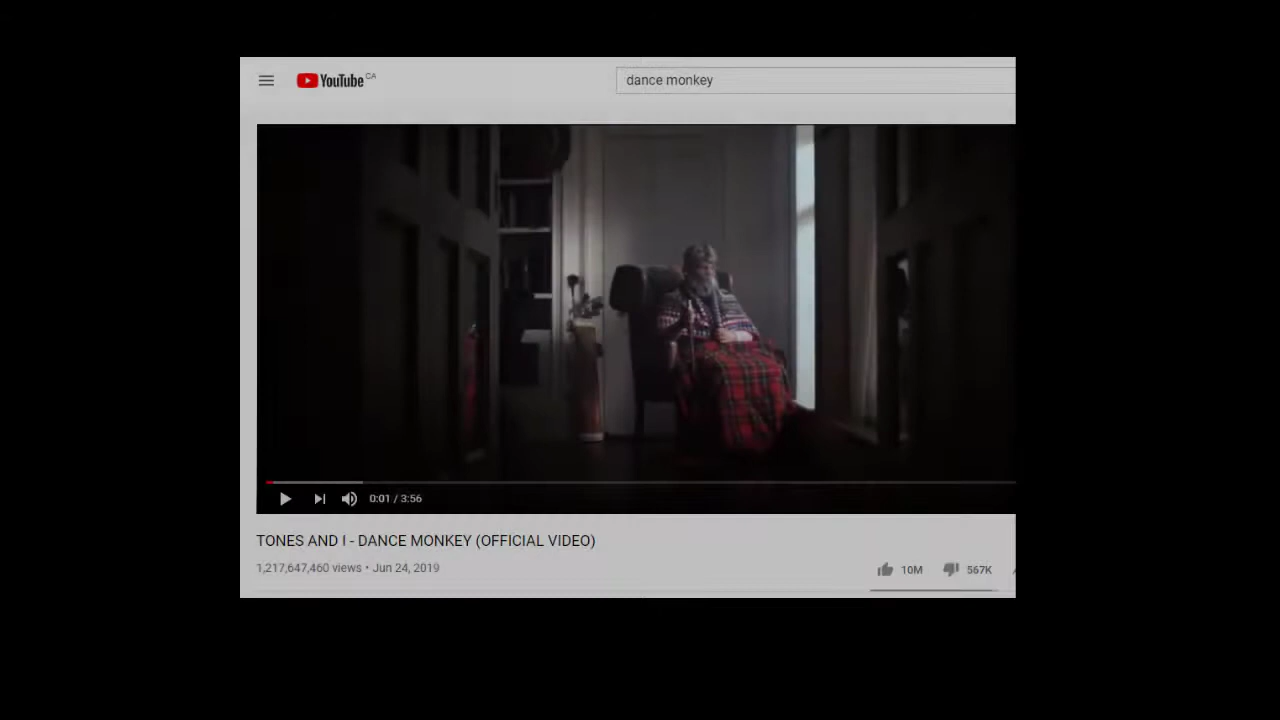 YouTube CA
dance monkey
0:01 / 3:56
TONES AND I - DANCE MONKEY (OFFICIAL VIDEO)
1,217,647,460 views • Jun 24, 2019
10M 567K